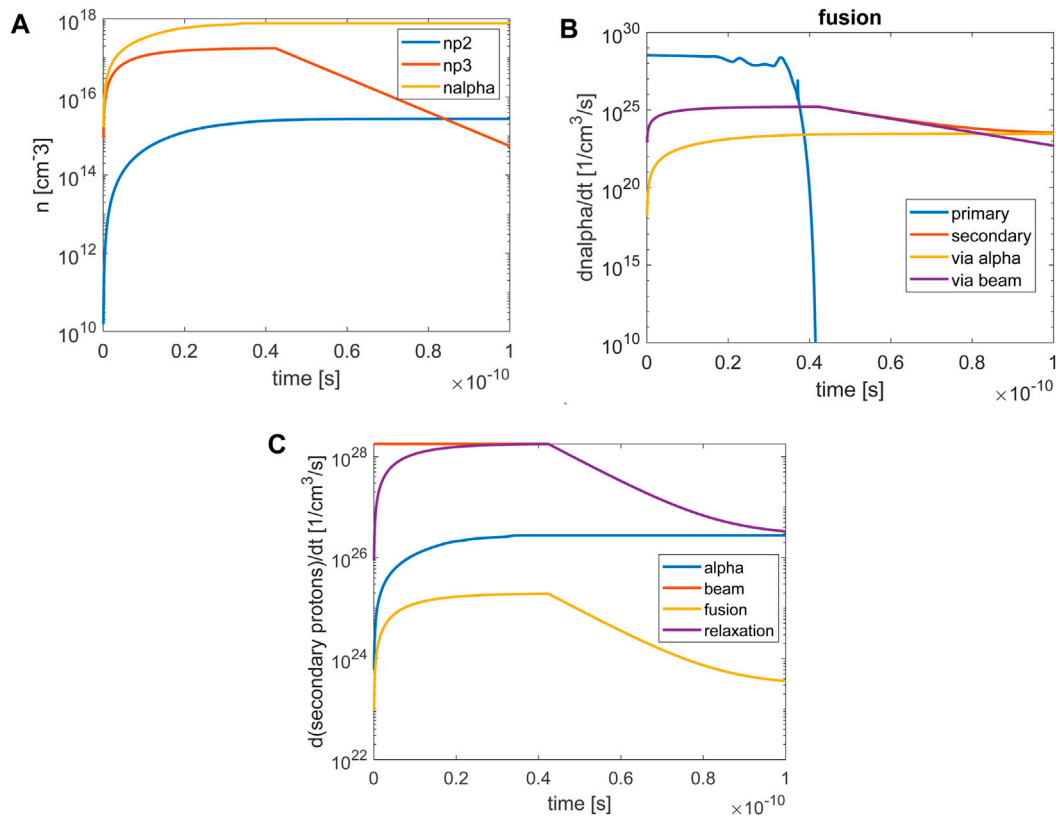 A
n [cm⁻3]
10^18
10^16
10^14
10^12
10^10
np2
np3
nalpha
0 0.2 0.4 0.6 0.8 1
time [s]
×10^-10
B
fusion
dnalpha/dt [1/cm^3/s]
10^30
10^25
10^20
10^15
10^10
primary
secondary
via alpha
via beam
0 0.2 0.4 0.6 0.8 1
time [s]
×10^-10
C
d(secondary protons)/dt [1/cm^3/s]
10^28
10^26
10^24
10^22
alpha
beam
fusion
relaxation
0 0.2 0.4 0.6 0.8 1
time [s]
×10^-10